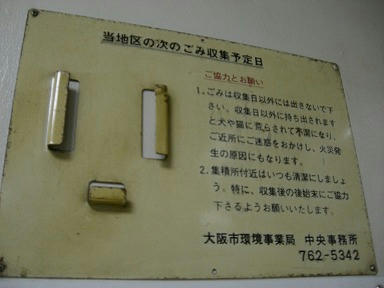 当地区の次のごみ収集予定日
ご協力とお願い
1.ごみは収集日以外には出さないで下
さい。収集日以外に持ち出されます
と犬や猫に荒らされて不潔になり、
ご近所にご迷惑をおかけし、火災発
生の原因にもなります。
2.集積所付近はいつも清潔にしましょ
う。特に、収集後の後始末にご協力
下さるようお願いいたします。
大阪市環境事業局 中央事務所
762-5342